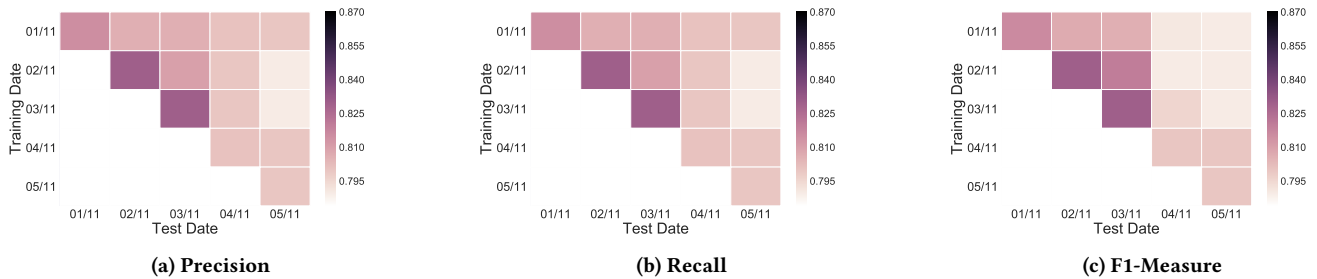 01/11
02/11
03/11
04/11
05/11
Training Date
01/11 02/11 03/11 04/11 05/11
Test Date
0.870
0.855
0.840
0.825
0.810
0.795
(a) Precision
01/11
02/11
03/11
04/11
05/11
Training Date
01/11 02/11 03/11 04/11 05/11
Test Date
0.870
0.855
0.840
0.825
0.810
0.795
(b) Recall
01/11
02/11
03/11
04/11
05/11
Training Date
01/11 02/11 03/11 04/11 05/11
Test Date
0.870
0.855
0.840
0.825
0.810
0.795
(c) F1-Measure